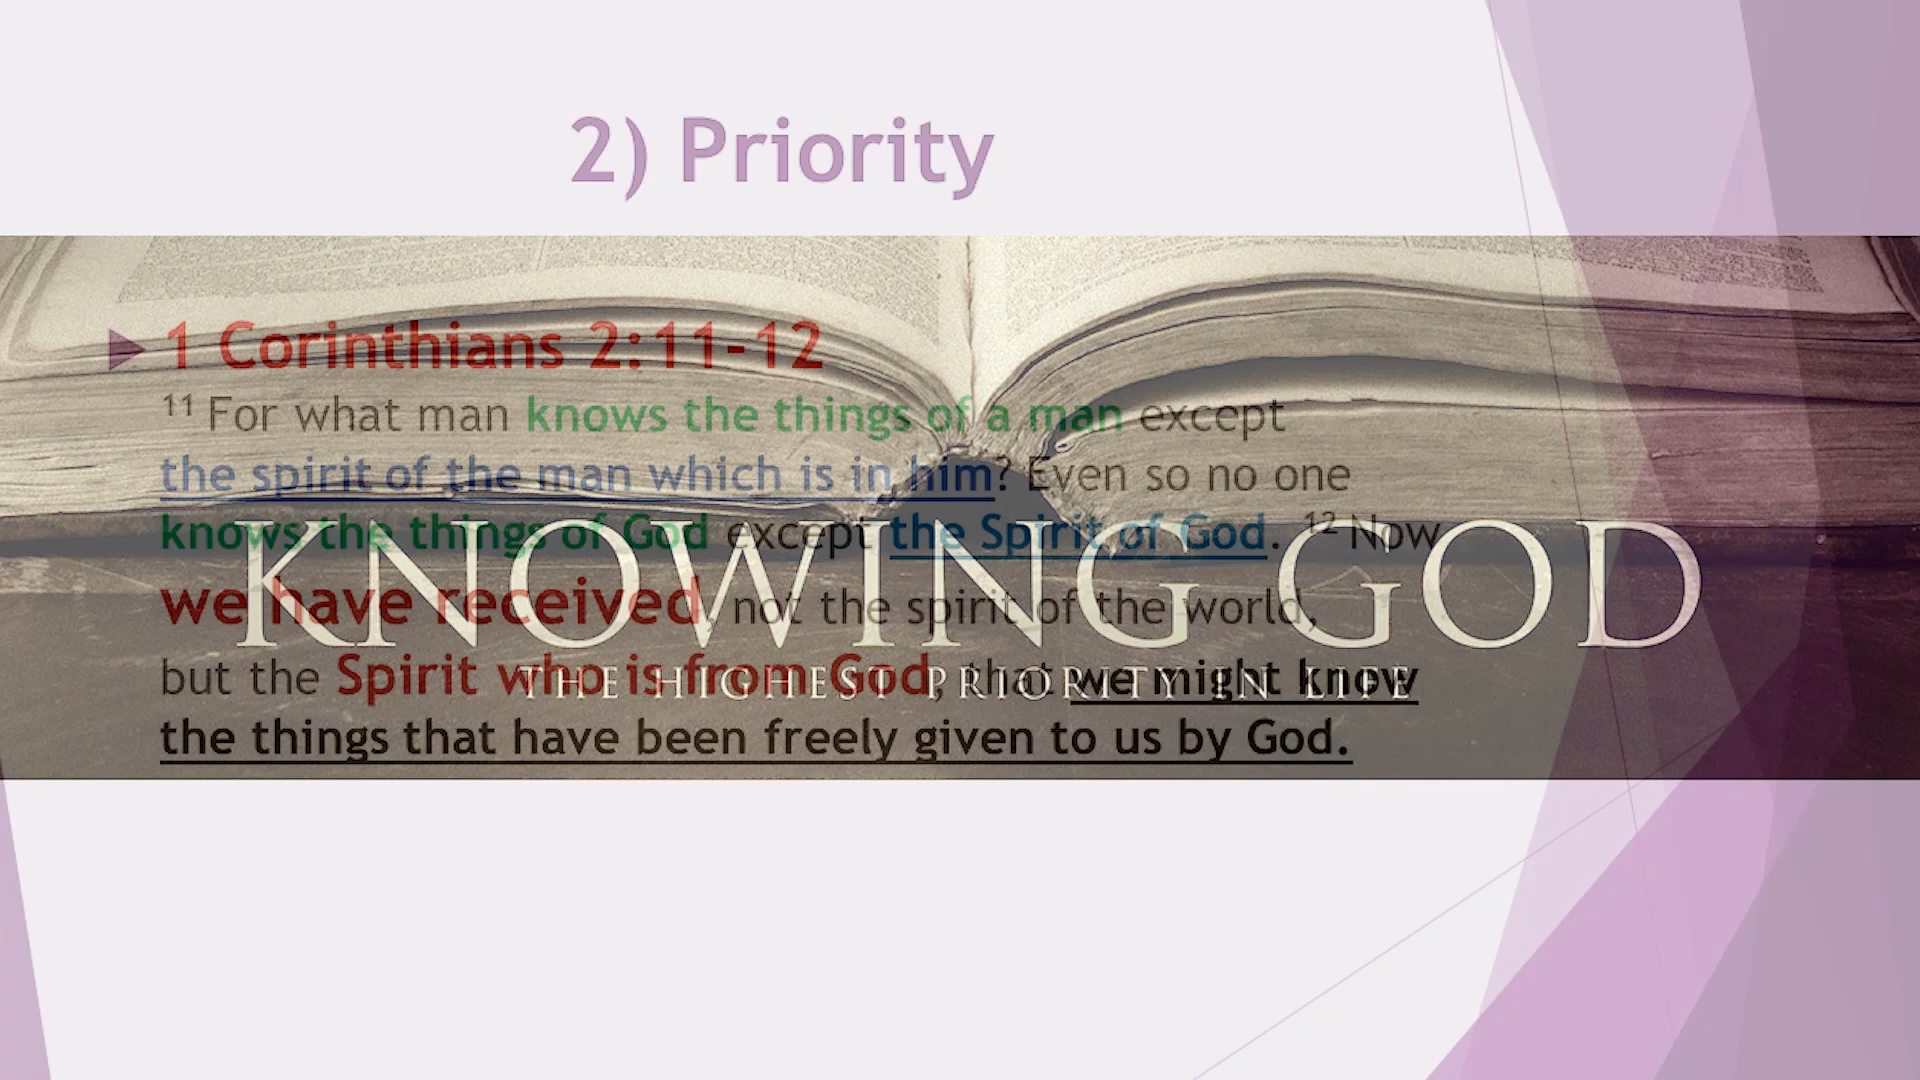 2) Priority
1 Corinthians 2:11-12
11 For what man knows the things of a man except
the spirit of the man which is in him? Even so no one
knows the things of God except the Spirit of God. 12 Now
we have received, not the spirit of the world,
but the Spirit who is from God, that we might know
the things that have been freely given to us by God.
KNOWING GOD
THE HIGHEST PRIORITY IN LIFE